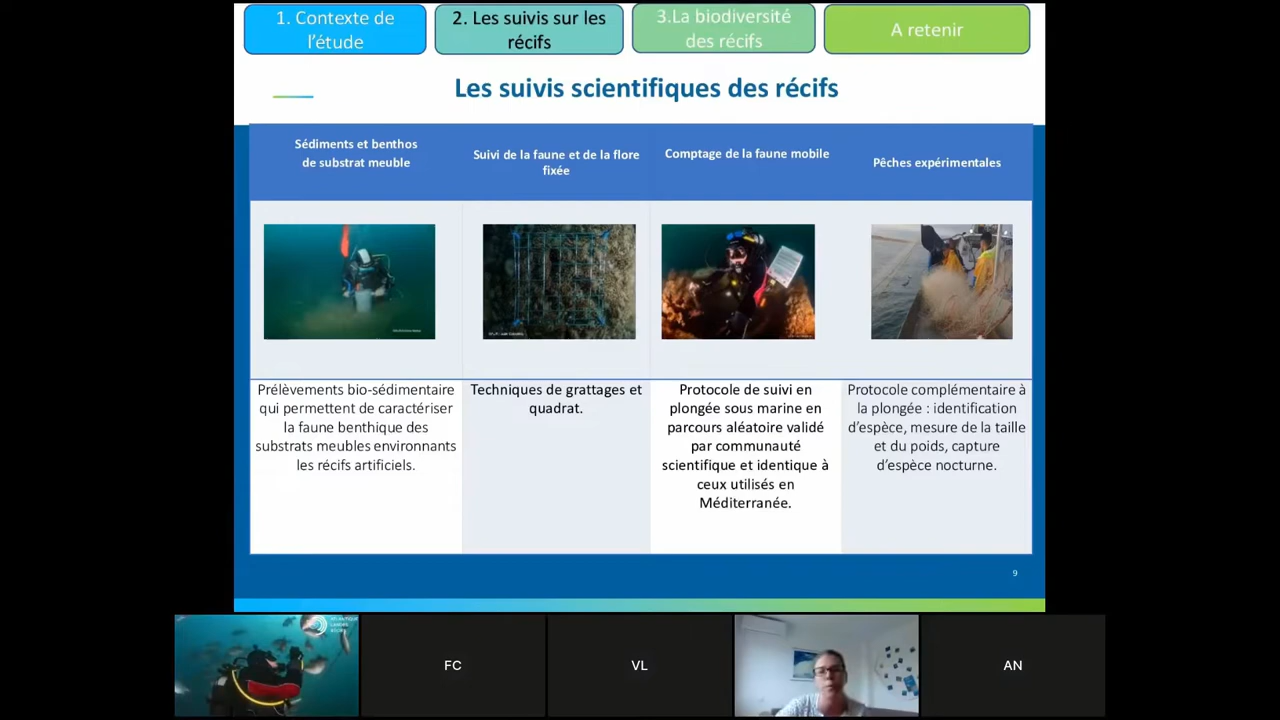 1. Contexte de
l'étude
2. Les suivis sur les
récifs
3.La biodiversité
des récifs
A retenir
Les suivis scientifiques des récifs
Sédiments et benthos
de substrat meuble
Suivi de la faune et de la flore
fixée
Comptage de la faune mobile
Pêches expérimentales
Prélèvements bio-sédimentaire
qui permettent de caractériser
la faune benthique des
substrats meubles environnants
les récifs artificiels.
Techniques de grattages et
quadrat.
Protocole de suivi en
plongée sous marine en
parcours aléatoire validé
par communauté
scientifique et identique à
ceux utilisés en
Méditerranée.
Protocole complémentaire à
la plongée : identification
d'espèce, mesure de la taille
et du poids, capture
d'espèce nocturne.
9
FC
VL
AN